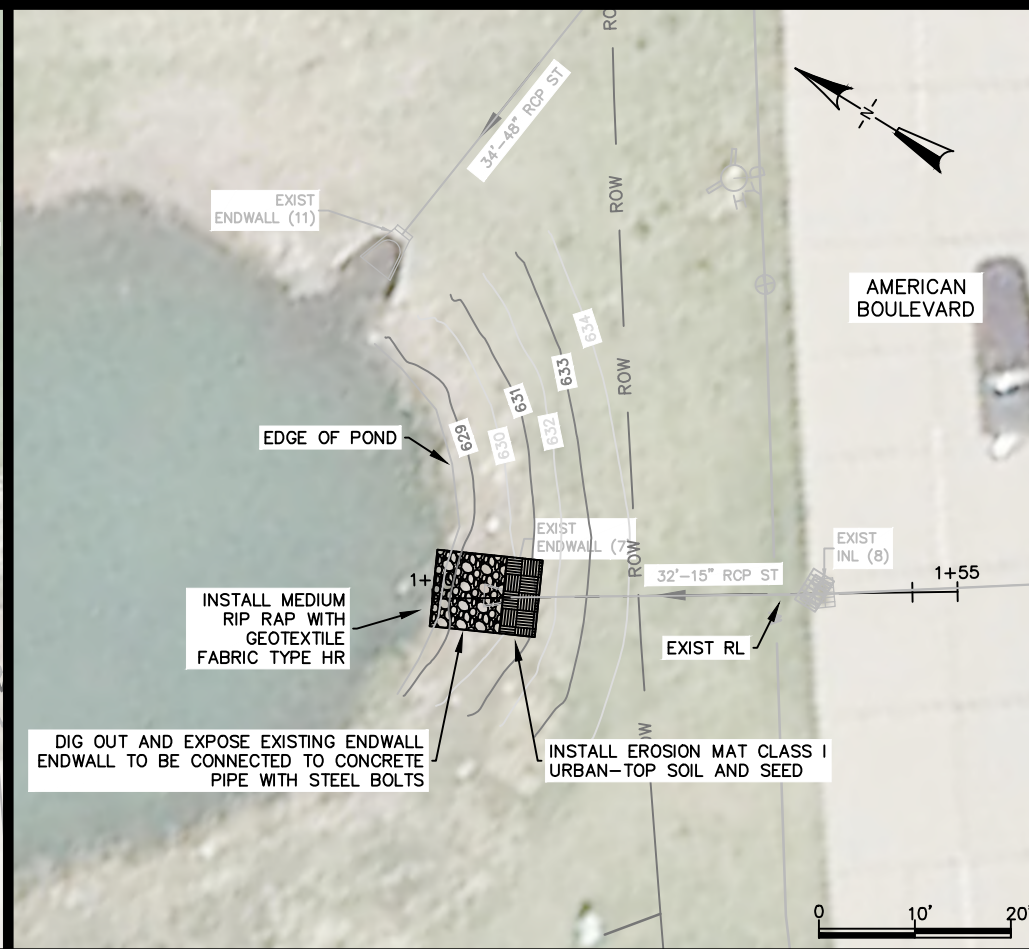 ROW
34'-48" RCP ST
-N-
EXIST
ENDWALL (11)
ROW
AMERICAN
BOULEVARD
634
633
ROW
631
632
629
630
EDGE OF POND
EXIST
ENDWALL (7)
ROW
EXIST
INL (8)
32'-15" RCP ST
1+
1+55
INSTALL MEDIUM
RIP RAP WITH
GEOTEXTILE
FABRIC TYPE HR
EXIST RL
DIG OUT AND EXPOSE EXISTING ENDWALL
ENDWALL TO BE CONNECTED TO CONCRETE
PIPE WITH STEEL BOLTS
INSTALL EROSION MAT CLASS I
URBAN-TOP SOIL AND SEED
0 10' 20'